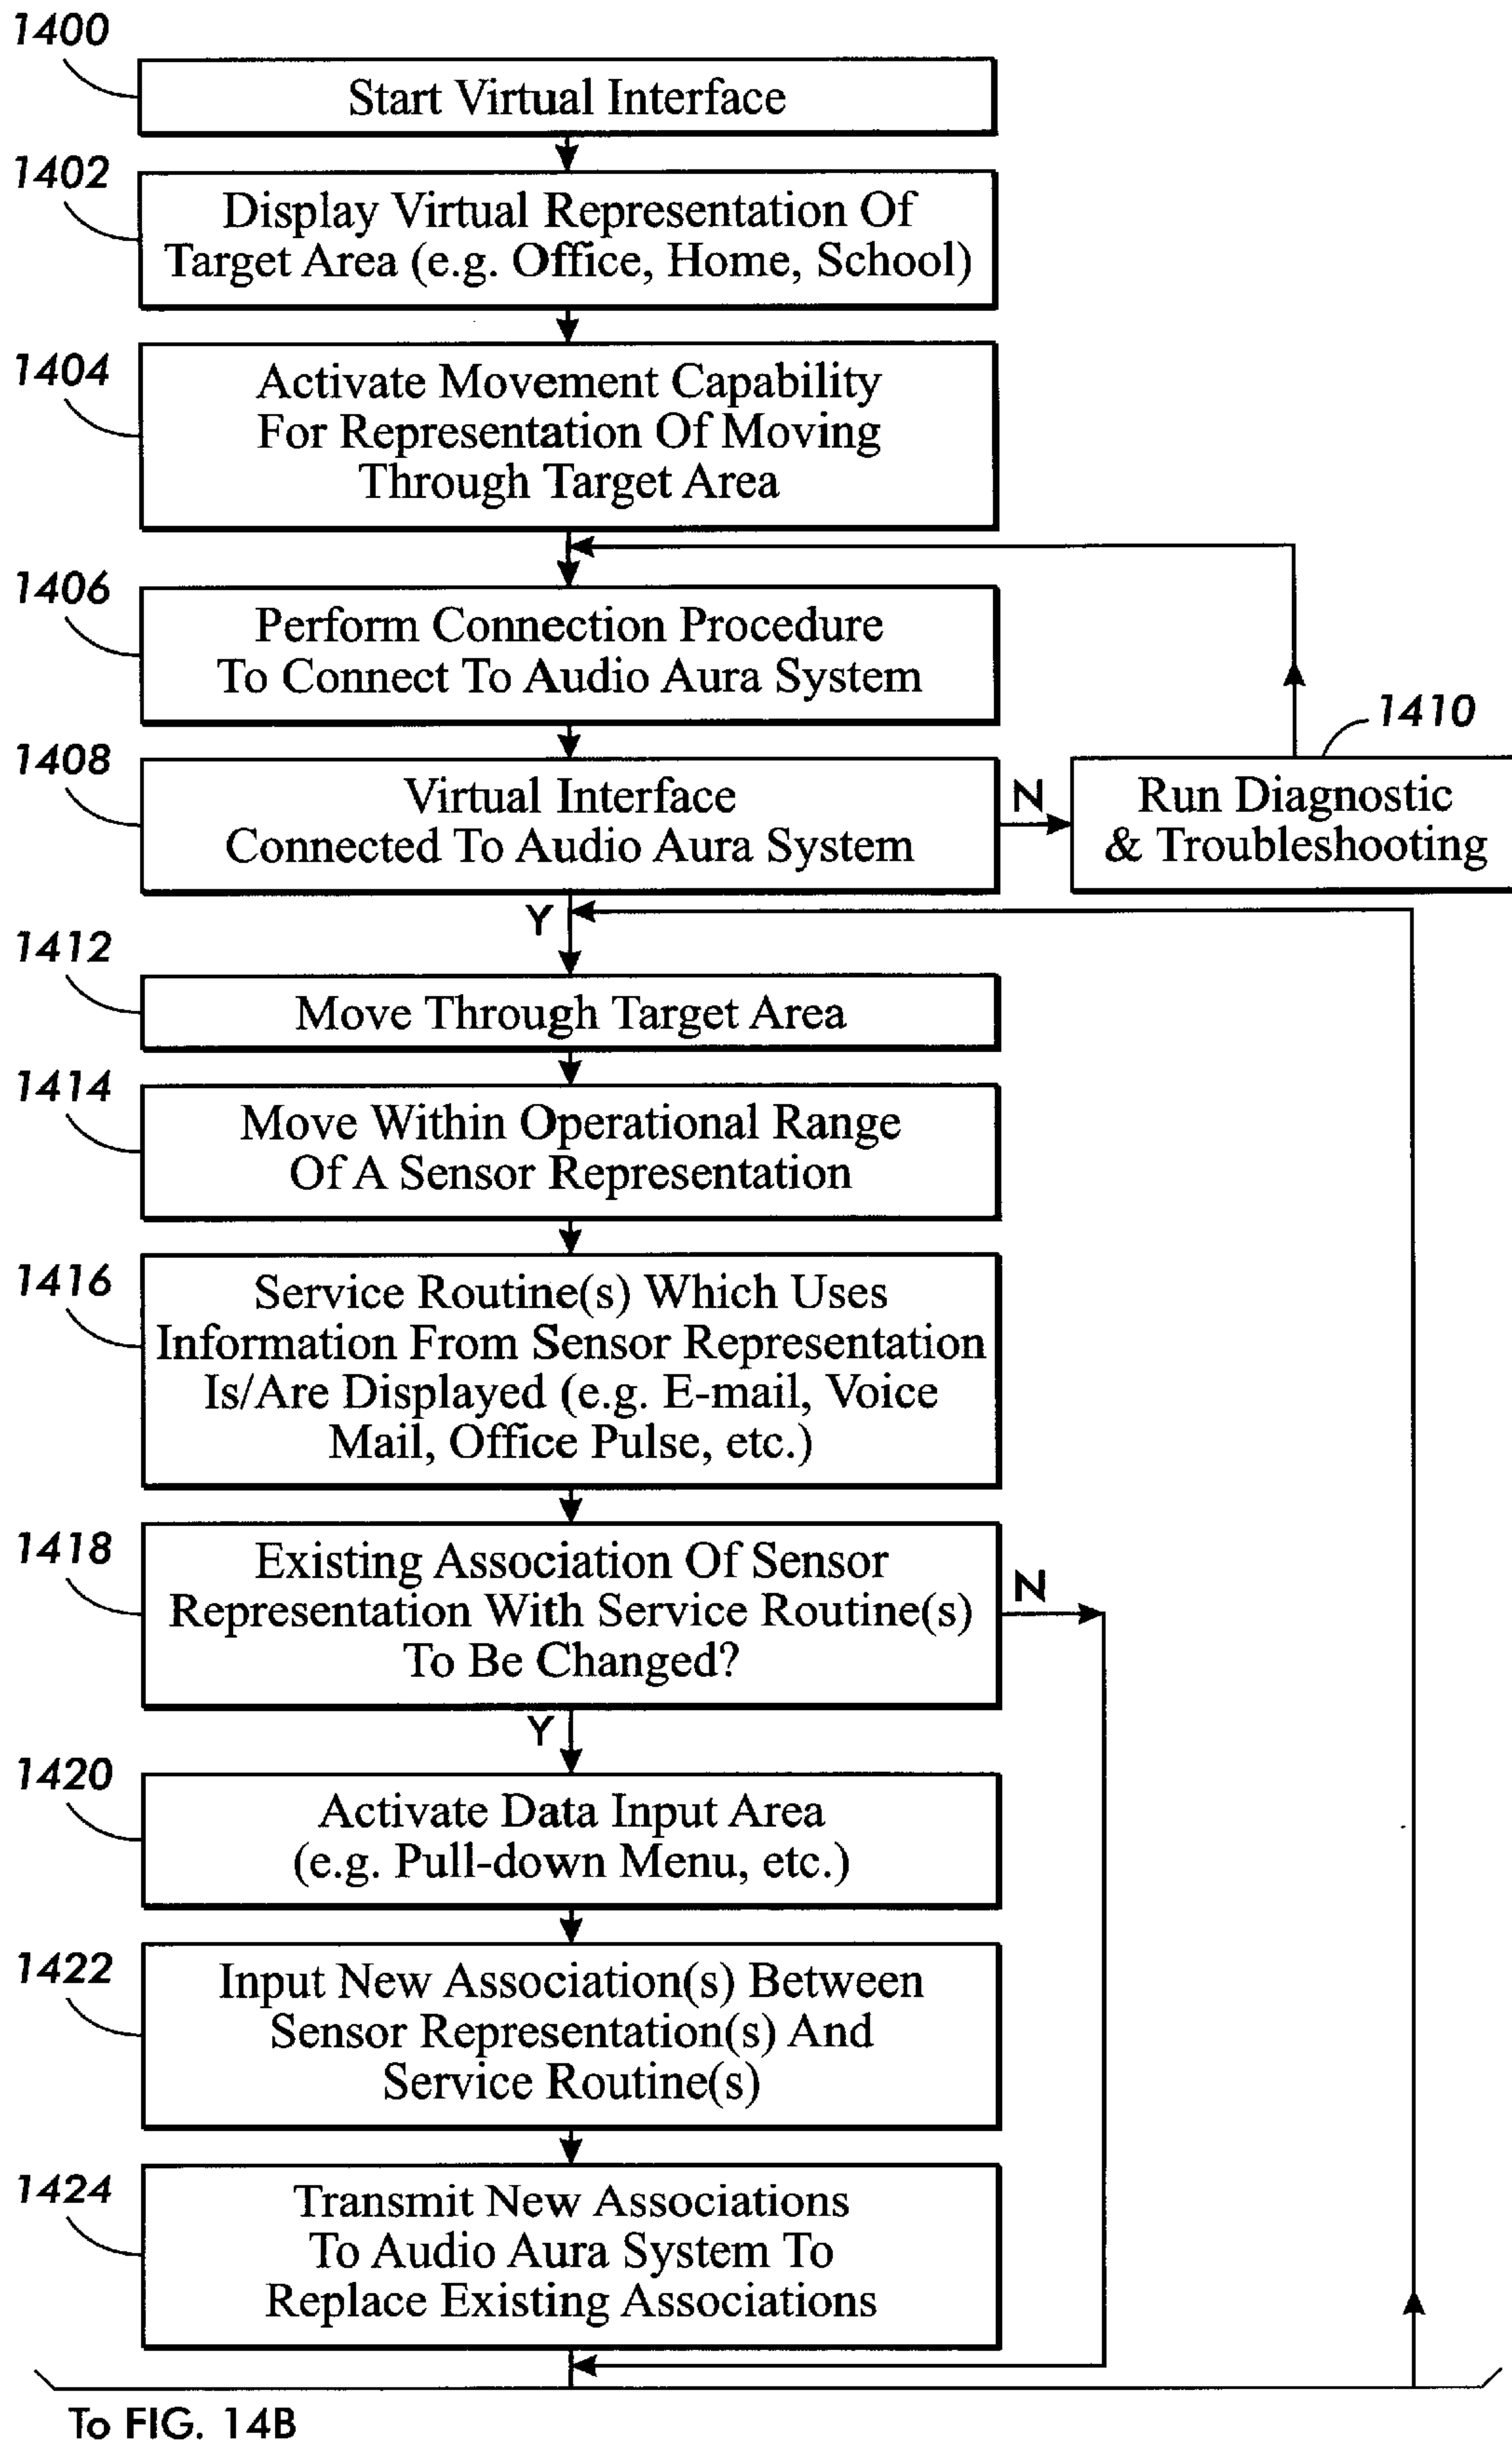 1400
Start Virtual Interface
1402
Display Virtual Representation Of
Target Area (e.g. Office, Home, School)
1404
Activate Movement Capability
For Representation Of Moving
Through Target Area
1406
Perform Connection Procedure
To Connect To Audio Aura System
1408
Virtual Interface
Connected To Audio Aura System
N
1410
Run Diagnostic
& Troubleshooting
Y
1412
Move Through Target Area
1414
Move Within Operational Range
Of A Sensor Representation
1416
Service Routine(s) Which Uses
Information From Sensor Representation
Is/Are Displayed (e.g. E-mail, Voice
Mail, Office Pulse, etc.)
1418
Existing Association Of Sensor
Representation With Service Routine(s)
To Be Changed?
N
Y
1420
Activate Data Input Area
(e.g. Pull-down Menu, etc.)
1422
Input New Association(s) Between
Sensor Representation(s) And
Service Routine(s)
1424
Transmit New Associations
To Audio Aura System To
Replace Existing Associations
To FIG. 14B